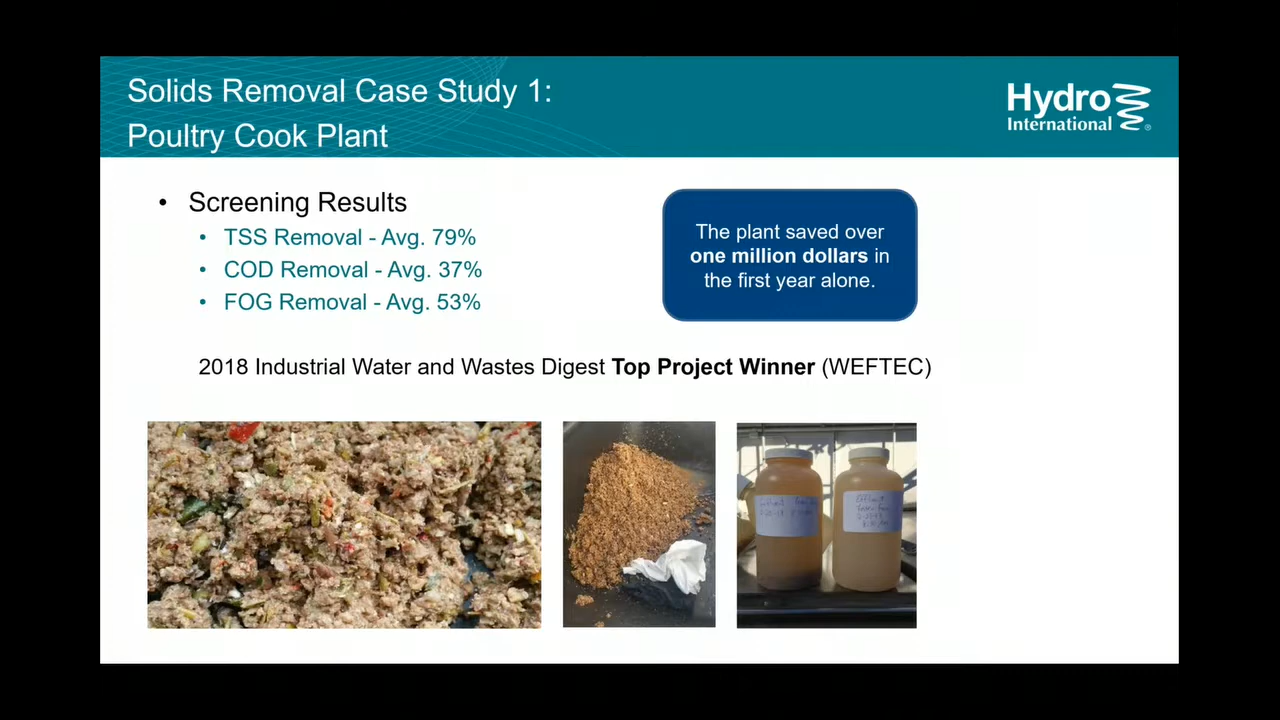 Solids Removal Case Study 1:
Poultry Cook Plant
Hydro
International
®
• Screening Results
• TSS Removal - Avg. 79%
• COD Removal - Avg. 37%
• FOG Removal - Avg. 53%
The plant saved over
one million dollars in
the first year alone.
2018 Industrial Water and Wastes Digest Top Project Winner (WEFTEC)